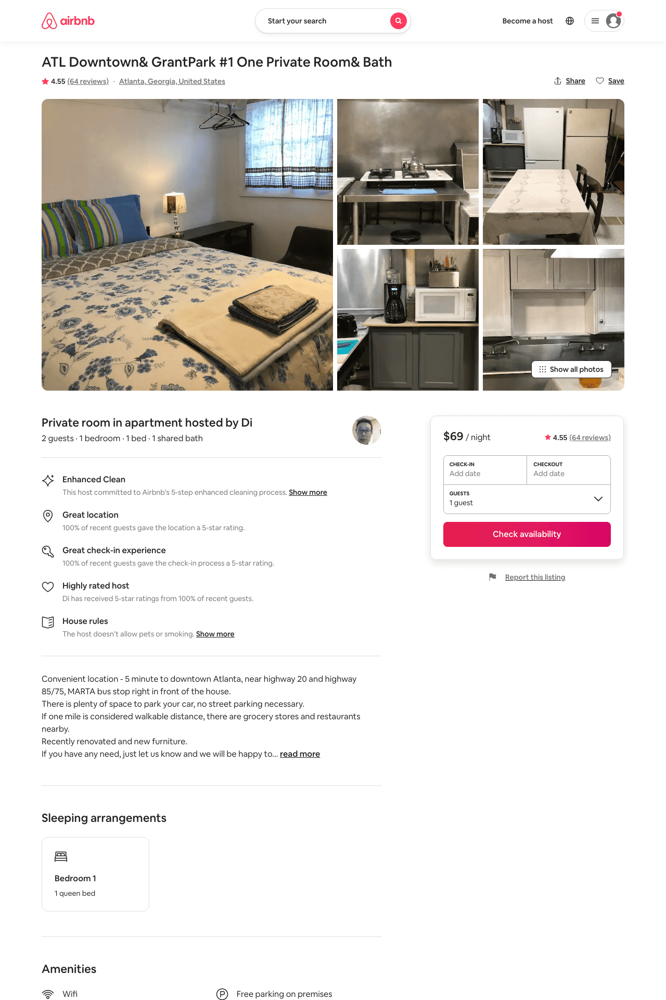 airbnb
Start your search
Become a host
ATL Downtown& GrantPark #1 One Private Room& Bath
4.55 (64 reviews) · Atlanta, Georgia, United States
Share
Save
Show all photos
Private room in apartment hosted by Di
2 guests · 1 bedroom · 1 bed · 1 shared bath
$69 / night
4.55 (64 reviews)
CHECK-IN
Add date
CHECKOUT
Add date
GUESTS
1 guest
Check availability
Report this listing
Enhanced Clean
This host committed to Airbnb's 5-step enhanced cleaning process. Show more
Great location
100% of recent guests gave the location a 5-star rating.
Great check-in experience
100% of recent guests gave the check-in process a 5-star rating.
Highly rated host
Di has received 5-star ratings from 100% of recent guests.
House rules
The host doesn't allow pets or smoking. Show more
Convenient location - 5 minute to downtown Atlanta, near highway 20 and highway
85/75, MARTA bus stop right in front of the house.
There is plenty of space to park your car, no street parking necessary.
If one mile is considered walkable distance, there are grocery stores and restaurants
nearby.
Recently renovated and new furniture.
If you have any need, just let us know and we will be happy to... read more
Sleeping arrangements
Bedroom 1
1 queen bed
Amenities
Wifi
Free parking on premises